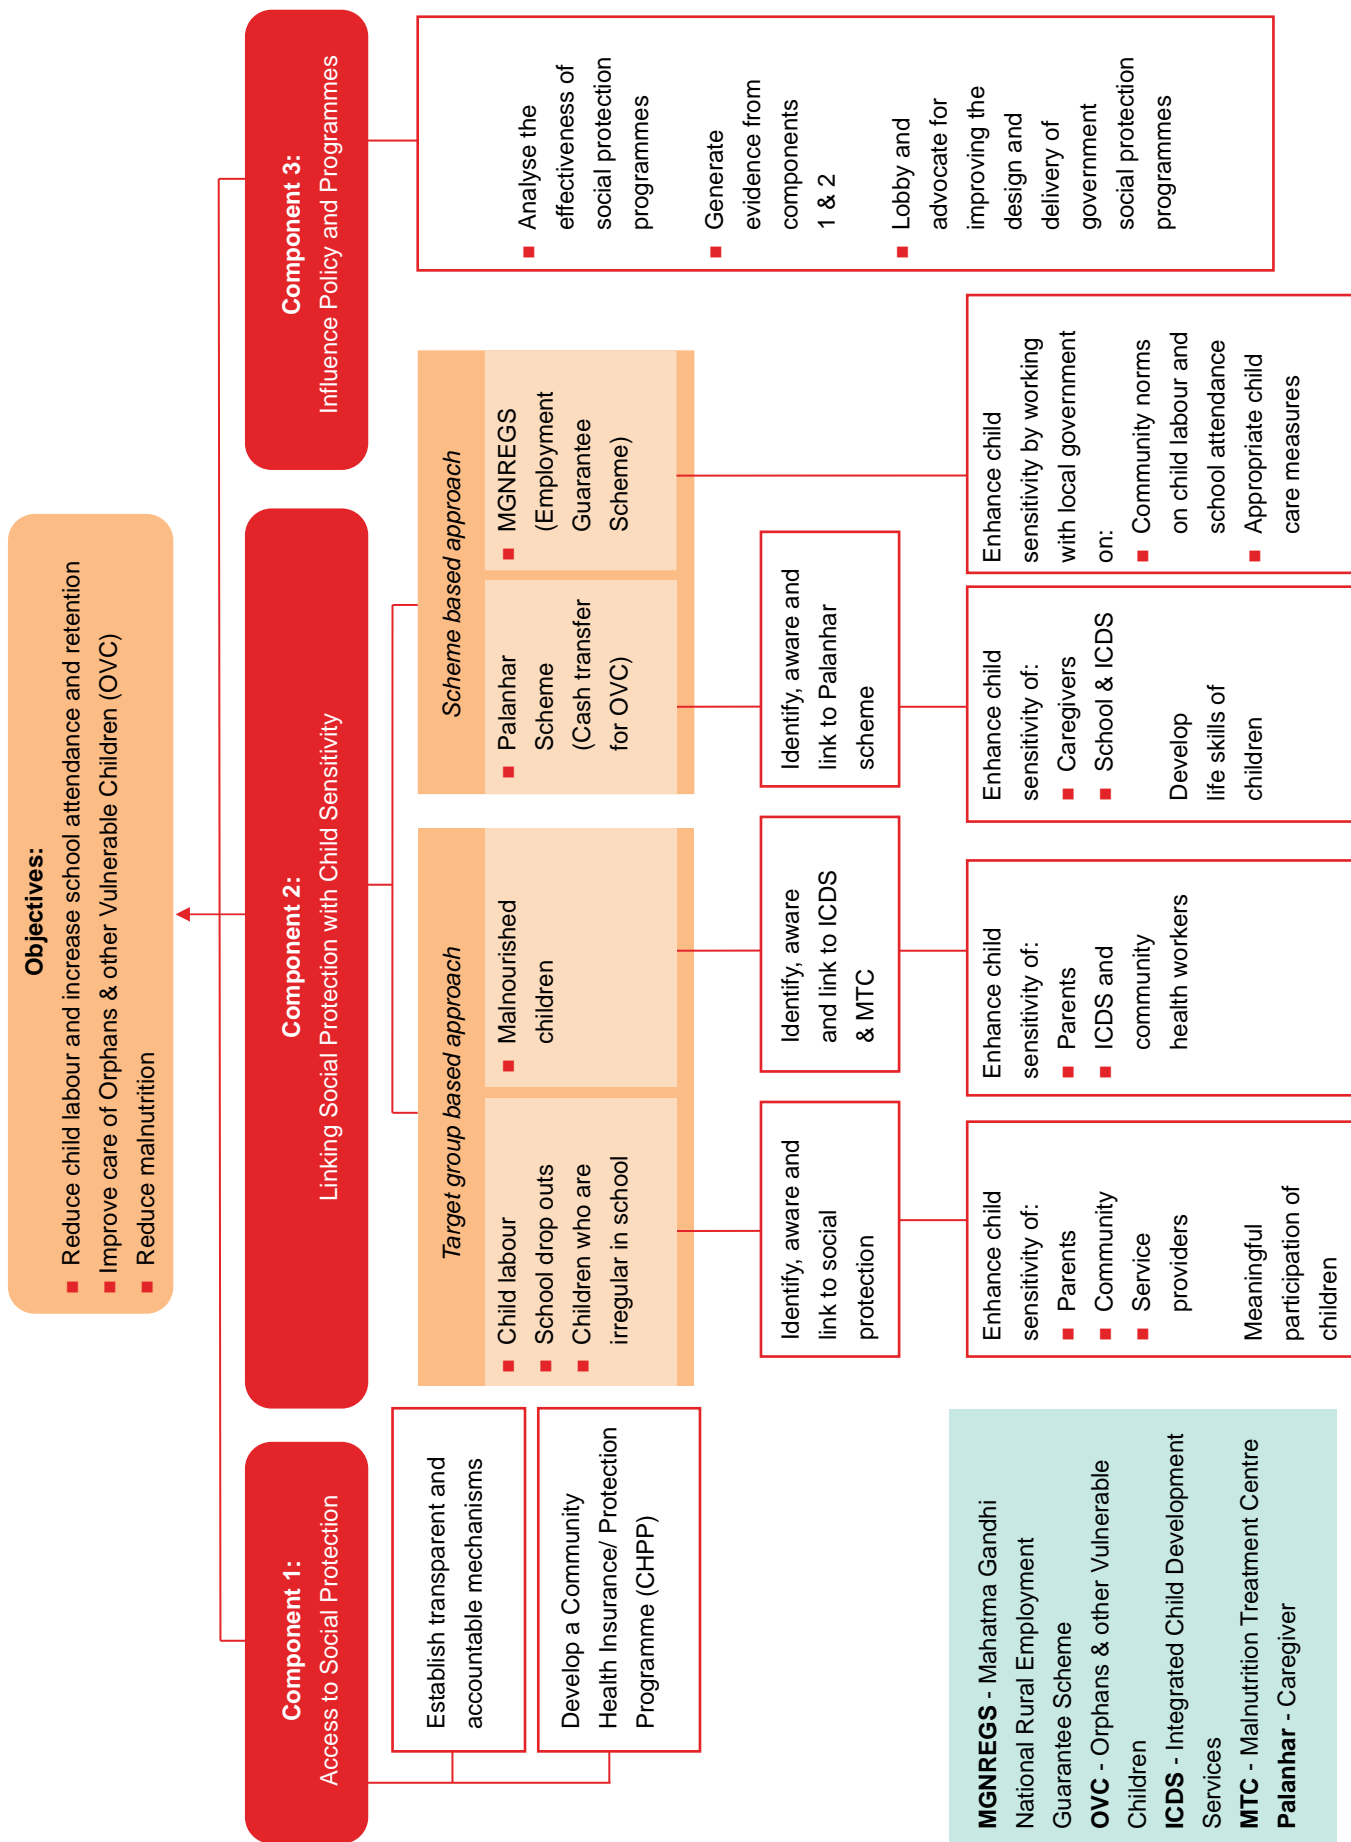 Objectives:
Reduce child labour and increase school attendance and retention
Improve care of Orphans & other Vulnerable Children (OVC)
Reduce malnutrition
Component 1:
Access to Social Protection
Establish transparent and
accountable mechanisms
Develop a Community
Health Insurance/ Protection
Programme (CHPP)
Component 2:
Linking Social Protection with Child Sensitivity
Target group based approach
Child labour
School drop outs
Children who are
irregular in school
Malnourished
children
Identify, aware and
link to social
protection
Identify, aware
and link to ICDS
& MTC
Enhance child
sensitivity of:
Parents
Community
Service
providers
Meaningful
participation of
children
Enhance child
sensitivity of:
Parents
ICDS and
community
health workers
Scheme based approach
Palanhar
Scheme
(Cash transfer
for OVC)
MGNREGS
(Employment
Guarantee
Scheme)
Identify, aware and
link to Palanhar
scheme
Enhance child
sensitivity of:
Caregivers
School & ICDS
Develop
life skills of
children
Enhance child
sensitivity by working
with local government
on:
Community norms
on child labour and
school attendance
Appropriate child
care measures
Component 3:
Influence Policy and Programmes
Analyse the
effectiveness of
social protection
programmes
Generate
evidence from
components
1 & 2
Lobby and
advocate for
improving the
design and
delivery of
government
social protection
programmes
MGNREGS - Mahatma Gandhi
National Rural Employment
Guarantee Scheme
OVC - Orphans & other Vulnerable
Children
ICDS - Integrated Child Development
Services
MTC - Malnutrition Treatment Centre
Palanhar - Caregiver